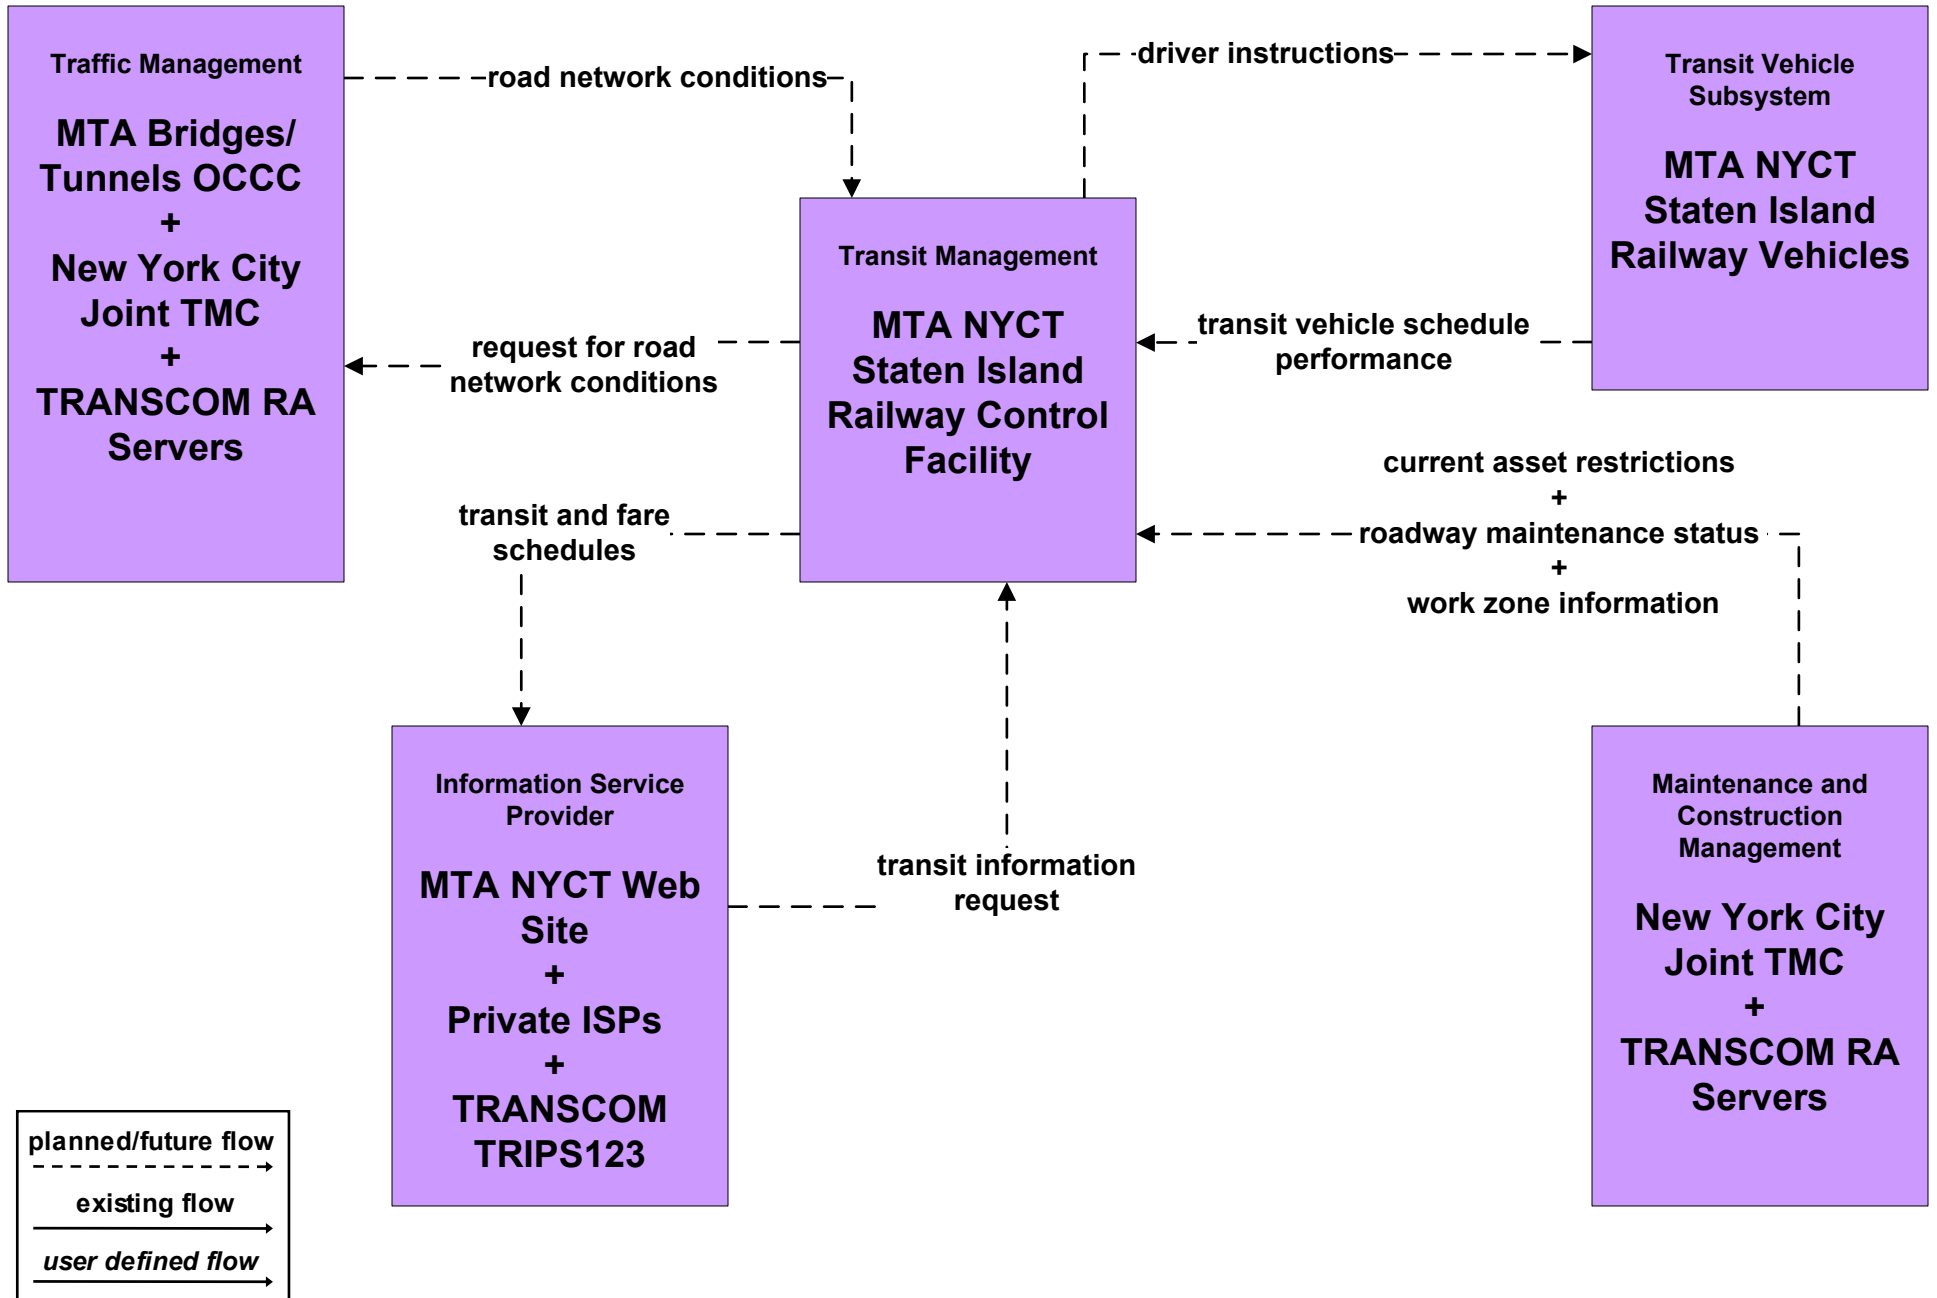 Traffic Management
MTA Bridges/
Tunnels OCCC
+
New York City
Joint TMC
+
TRANSCOM RA
Servers
road network conditions
driver instructions
Transit Vehicle
Subsystem
MTA NYCT
Staten Island
Railway Vehicles
Transit Management
MTA NYCT
Staten Island
Railway Control
Facility
request for road
network conditions
transit vehicle schedule
performance
transit and fare
schedules
current asset restrictions
+
roadway maintenance status
+
work zone information
Information Service
Provider
MTA NYCT Web
Site
+
Private ISPs
+
TRANSCOM
TRIPS123
transit information
request
Maintenance and
Construction
Management
New York City
Joint TMC
+
TRANSCOM RA
Servers
planned/future flow
existing flow
user defined flow